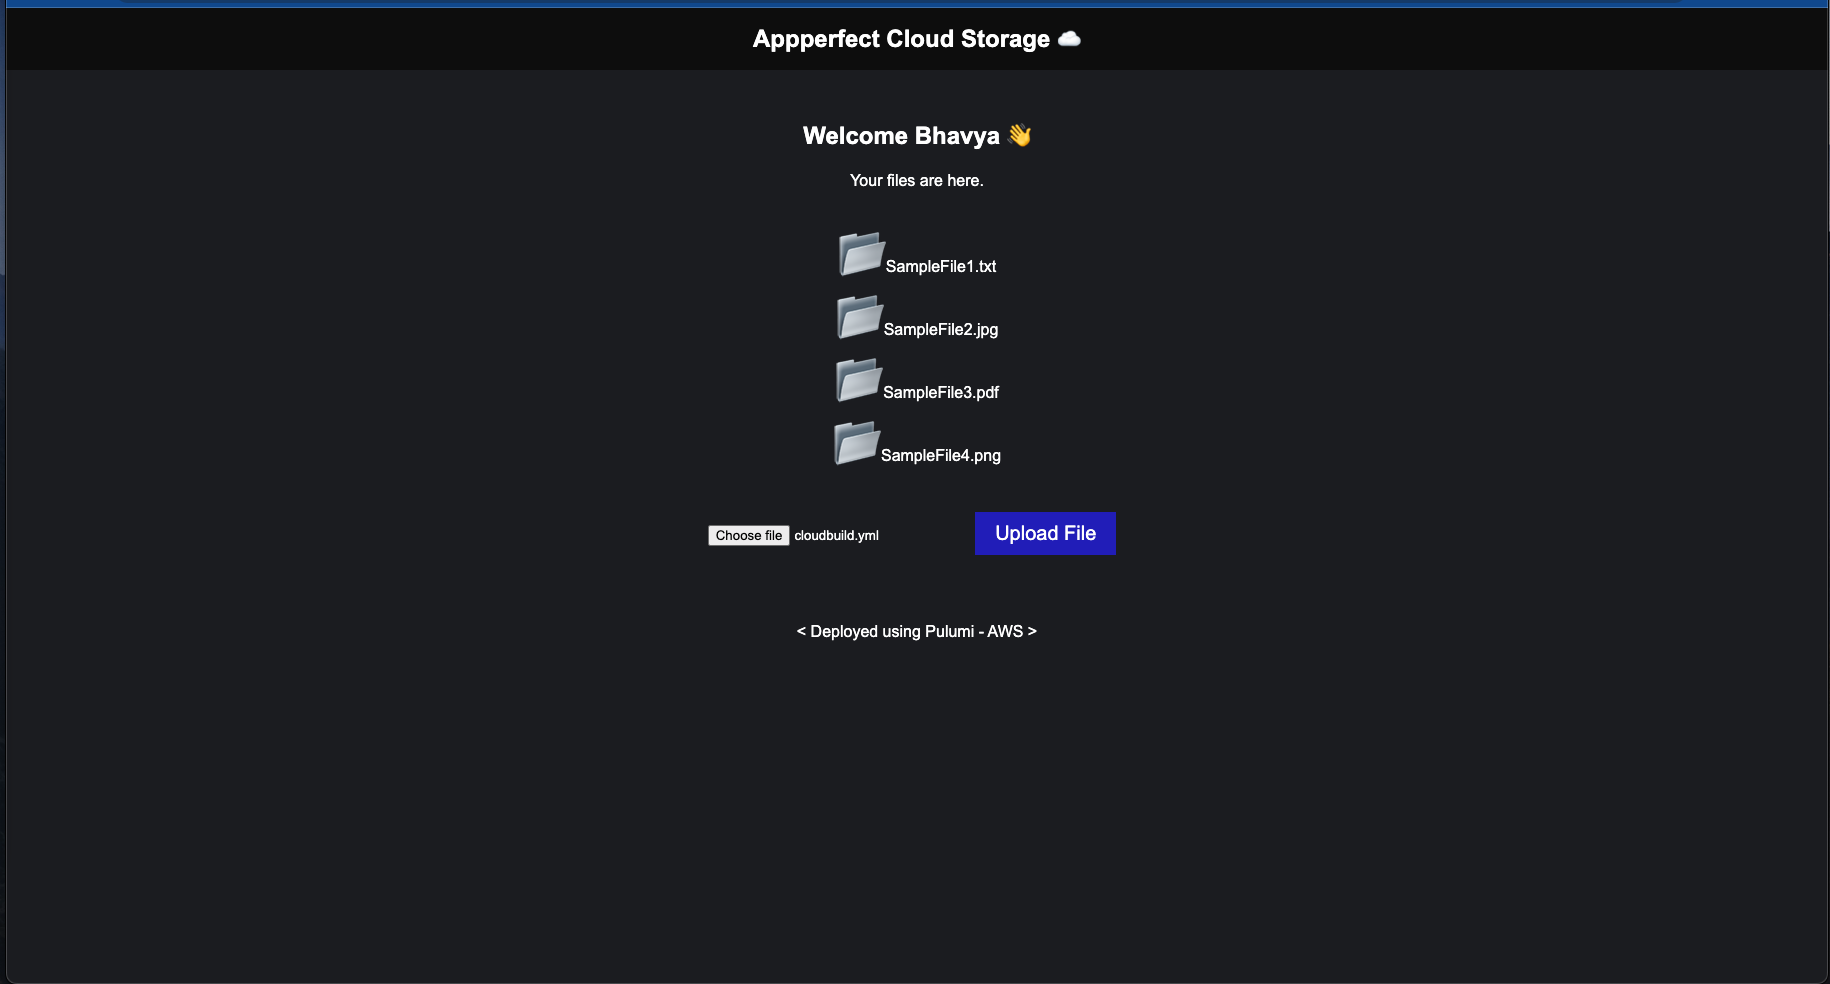 Appperfect Cloud Storage ☁️
Welcome Bhavya 👋
Your files are here.
SampleFile1.txt
SampleFile2.jpg
SampleFile3.pdf
SampleFile4.png
Choose file cloudbuild.yml Upload File
< Deployed using Pulumi - AWS >